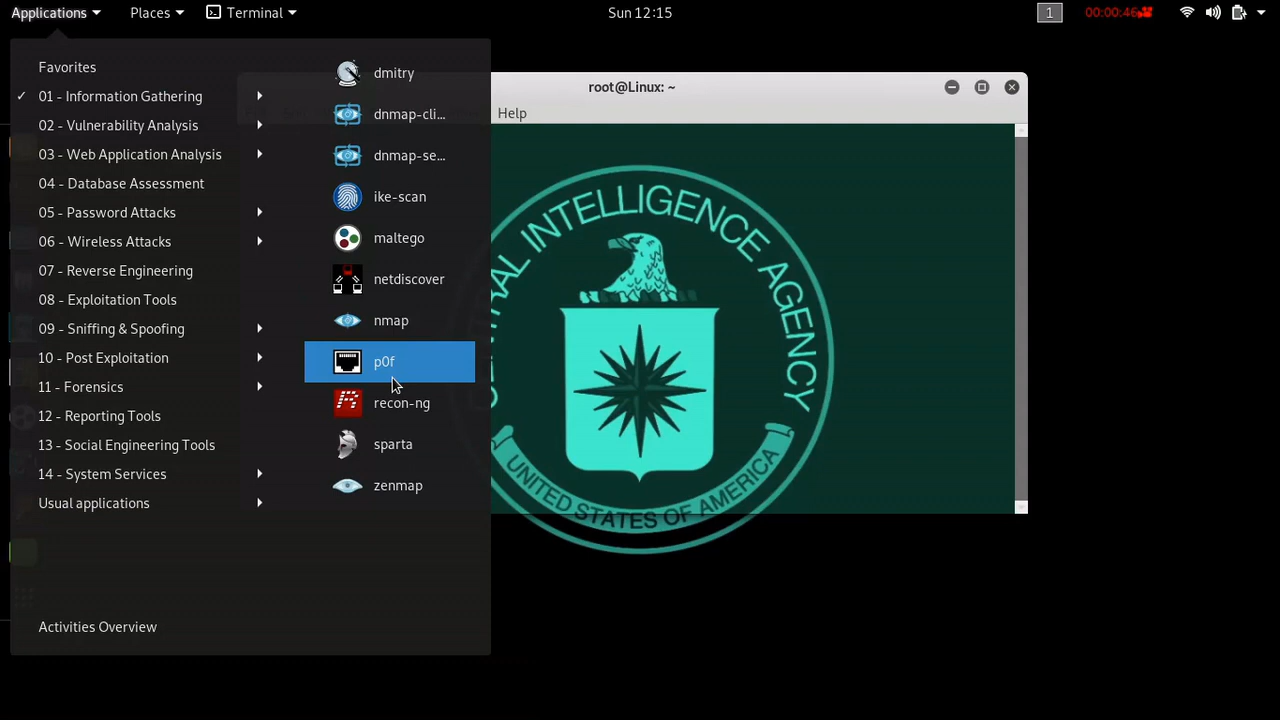 Applications Places Terminal Sun 12:15 1 00:00:46
Favorites
01 - Information Gathering
02 - Vulnerability Analysis
03 - Web Application Analysis
04 - Database Assessment
05 - Password Attacks
06 - Wireless Attacks
07 - Reverse Engineering
08 - Exploitation Tools
09 - Sniffing & Spoofing
10 - Post Exploitation
11 - Forensics
12 - Reporting Tools
13 - Social Engineering Tools
14 - System Services
Usual applications
Activities Overview
dmitry
dnmap-cli...
dnmap-se...
ike-scan
maltego
netdiscover
nmap
p0f
recon-ng
sparta
zenmap
root@Linux: ~
Help
INTELLIGENCE AGENCY
UNITED STATES OF AMERICA